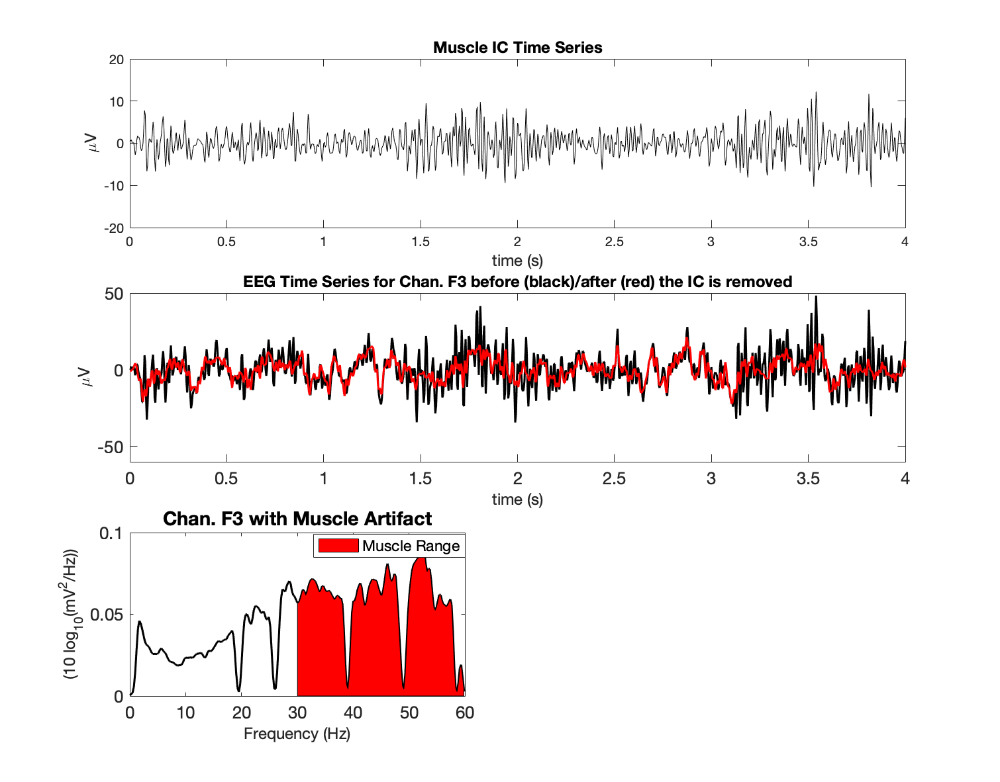 Muscle IC Time Series
20
10
0
-10
-20
μV
0 0.5 1 1.5 2 2.5 3 3.5 4
time (s)
EEG Time Series for Chan. F3 before (black)/after (red) the IC is removed
50
0
-50
μV
0 0.5 1 1.5 2 2.5 3 3.5 4
time (s)
Chan. F3 with Muscle Artifact
0.1
0.05
0
(10 log10(mV2/Hz))
Muscle Range
0 10 20 30 40 50 60
Frequency (Hz)